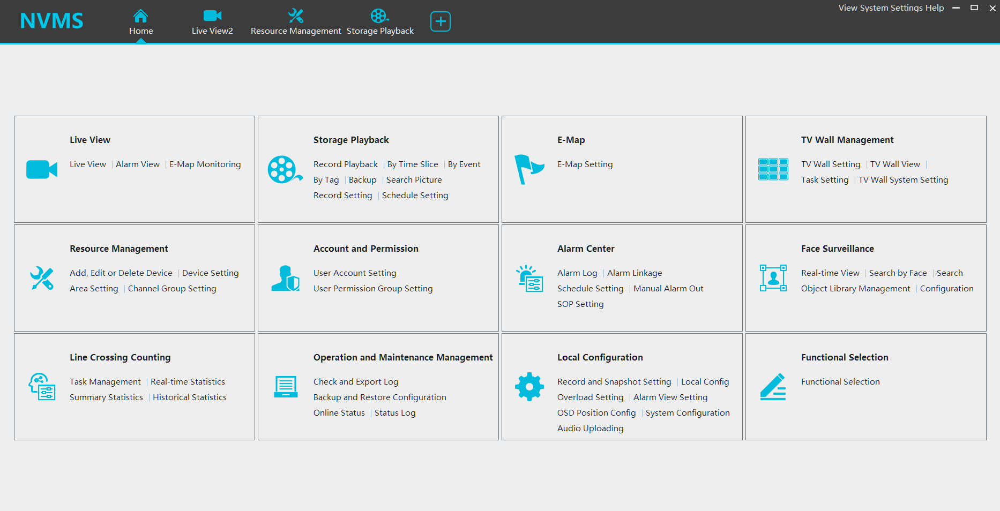 NVMS
Home
Live View2
Resource Management
Storage Playback
View System Settings Help
Live View
Live View | Alarm View | E-Map Monitoring
Storage Playback
Record Playback | By Time Slice | By Event
By Tag | Backup | Search Picture
Record Setting | Schedule Setting
E-Map
E-Map Setting
TV Wall Management
TV Wall Setting | TV Wall View |
Task Setting | TV Wall System Setting
Resource Management
Add, Edit or Delete Device | Device Setting
Area Setting | Channel Group Setting
Account and Permission
User Account Setting
User Permission Group Setting
Alarm Center
Alarm Log | Alarm Linkage
Schedule Setting | Manual Alarm Out
SOP Setting
Face Surveillance
Real-time View | Search by Face | Search
Object Library Management | Configuration
Line Crossing Counting
Task Management | Real-time Statistics
Summary Statistics | Historical Statistics
Operation and Maintenance Management
Check and Export Log
Backup and Restore Configuration
Online Status | Status Log
Local Configuration
Record and Snapshot Setting | Local Config
Overload Setting | Alarm View Setting
OSD Position Config | System Configuration
Audio Uploading
Functional Selection
Functional Selection